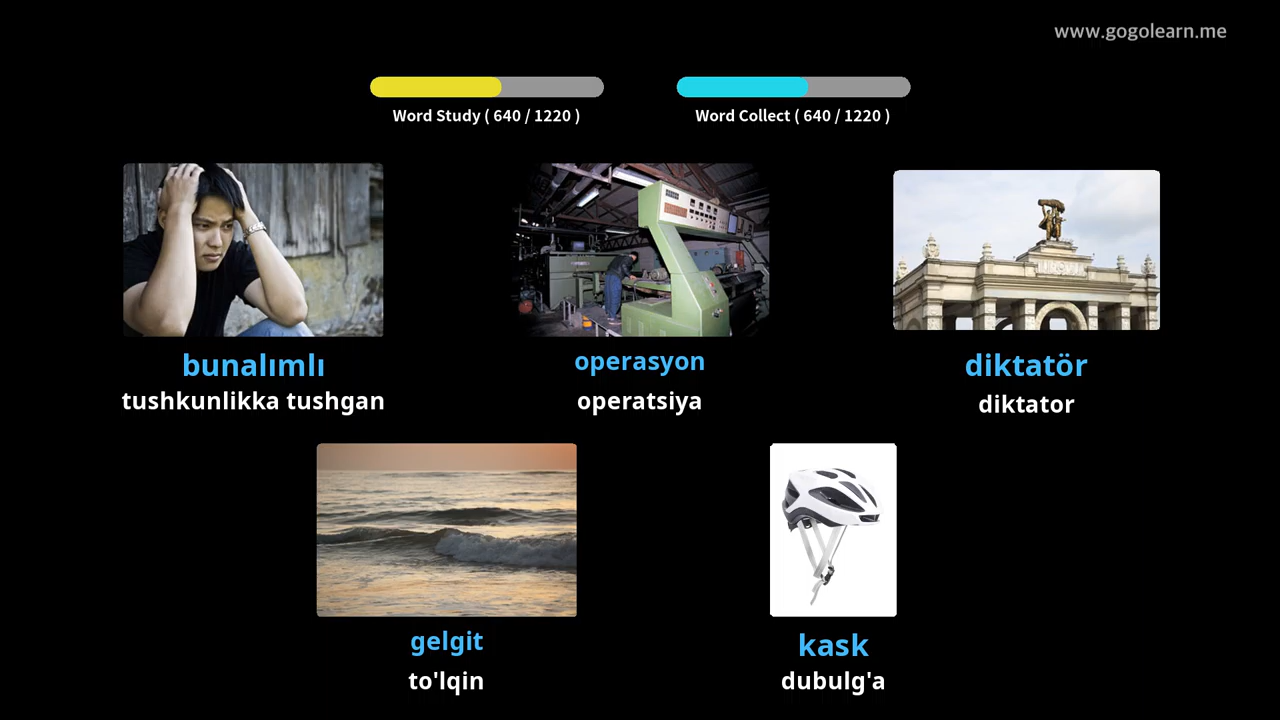 www.gogolearn.me
Word Study ( 640 / 1220 )
Word Collect ( 640 / 1220 )
bunalımlı
tushkunlikka tushgan
operasyon
operatsiya
diktatör
diktator
gelgit
to'lqin
kask
dubulg'a